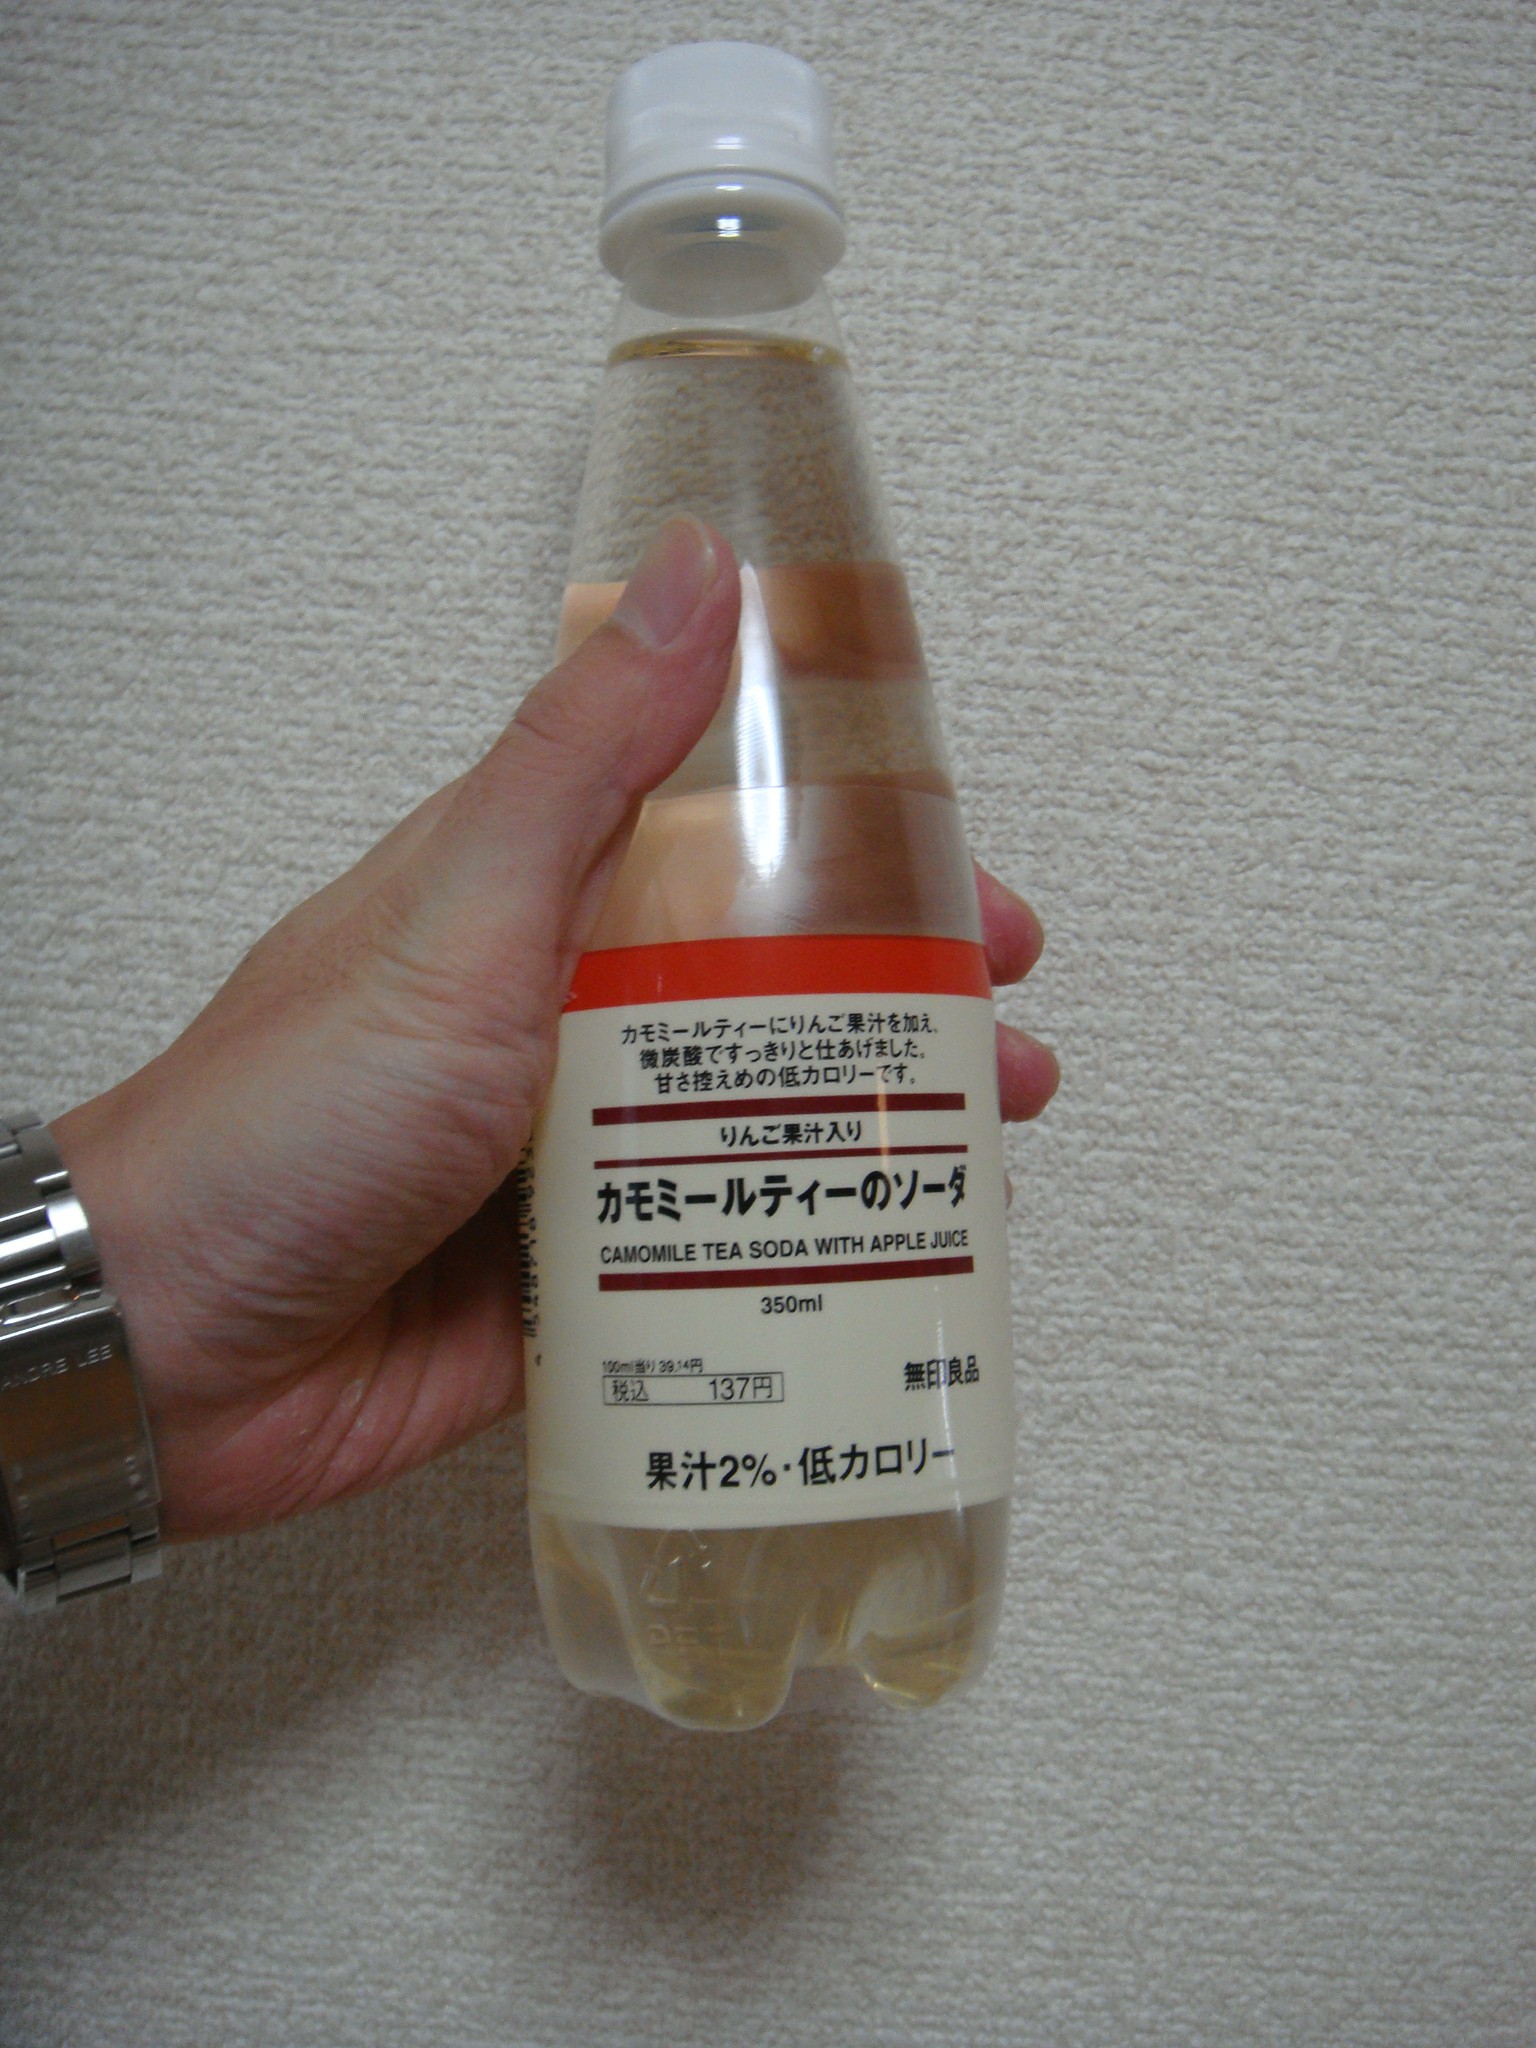 カモミールティーにりんご果汁を加え、
微炭酸ですっきりと仕あげました。
甘さ控えめの低カロリーです。
りんご果汁入り
カモミールティーのソーダ
CAMOMILE TEA SODA WITH APPLE JUICE
350ml
100ml当り 39.14円
税込 137円
無印良品
果汁2%・低カロリー
PET
ANDRE LEE